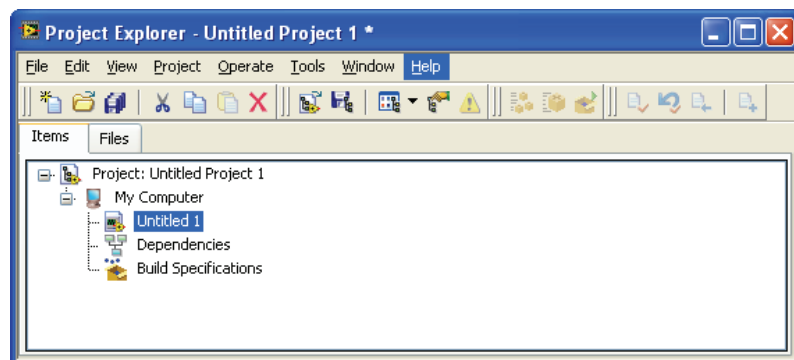 Project Explorer - Untitled Project 1 *
File Edit View Project Operate Tools Window Help
Items Files
Project: Untitled Project 1
My Computer
Untitled 1
Dependencies
Build Specifications